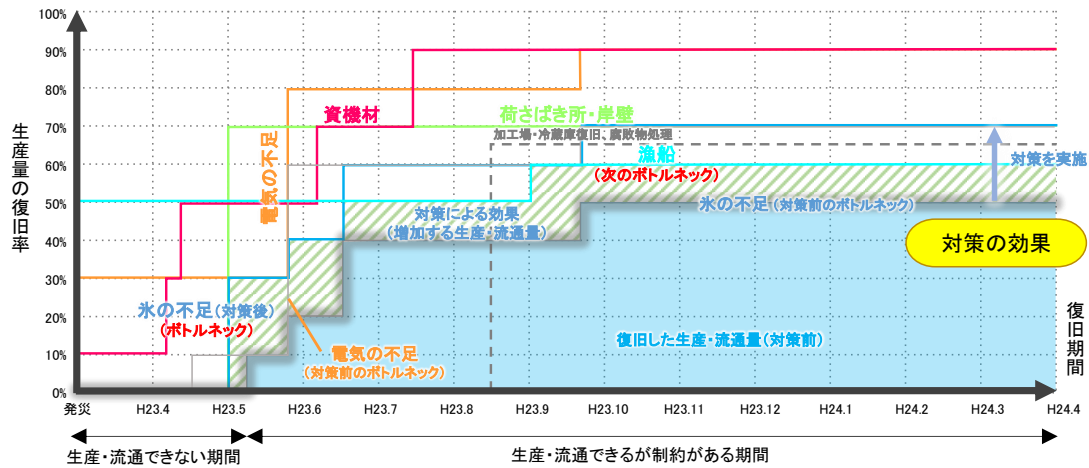 100%
90%
80%
70%
60%
50%
40%
30%
20%
10%
0%
生産量の復旧率
資機材
電気の不足
荷さばき所・岸壁
加工場・冷蔵庫復旧、腐敗物処理
漁船
(次のボトルネック)
対策を実施
対策による効果
(増加する生産・流通量)
氷の不足(対策前のボトルネック)
対策の効果
氷の不足(対策後)
(ボトルネック)
電気の不足
(対策前のボトルネック)
復旧した生産・流通量(対策前)
復旧期間
発災 H23.4 H23.5 H23.6 H23.7 H23.8 H23.9 H23.10 H23.11 H23.12 H24.1 H24.2 H24.3 H24.4
生産・流通できない期間
生産・流通できるが制約がある期間